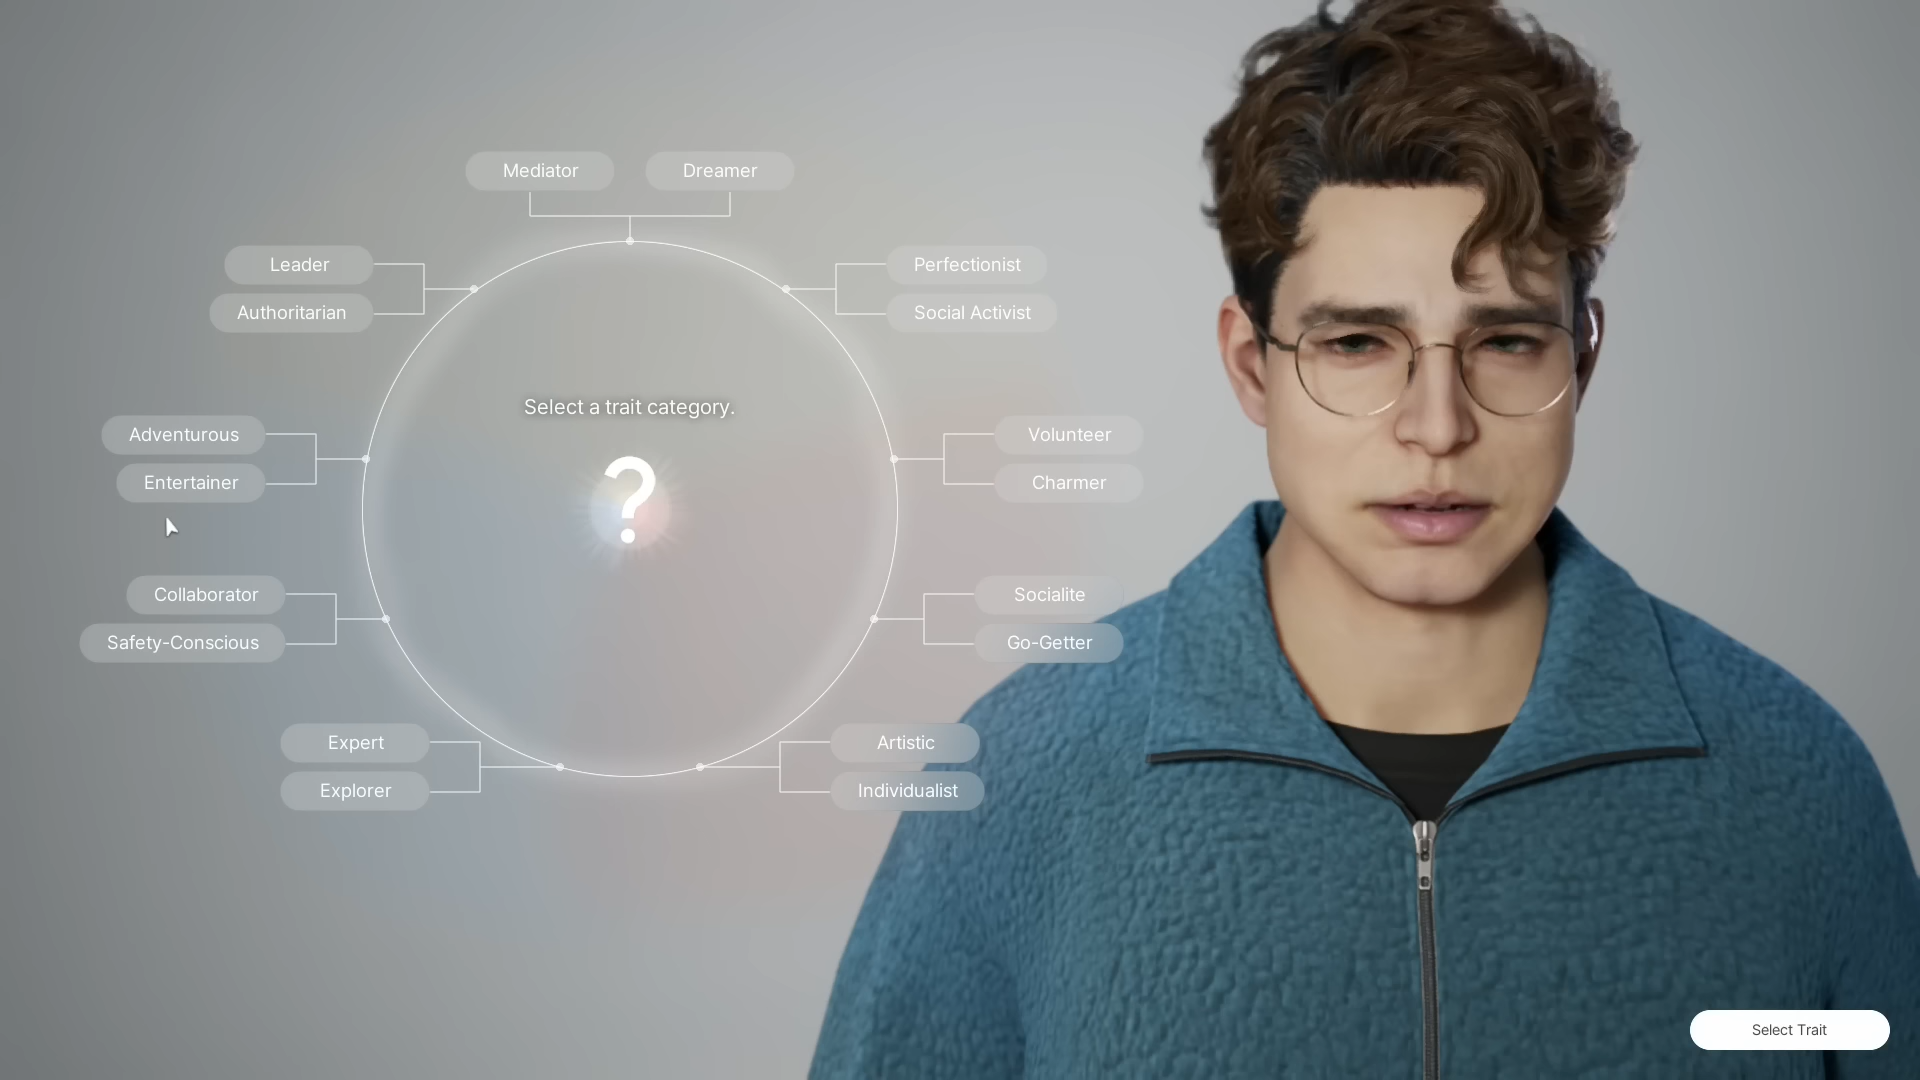 Mediator
Dreamer
Leader
Authoritarian
Perfectionist
Social Activist
Select a trait category.
?
Adventurous
Entertainer
Volunteer
Charmer
Collaborator
Safety-Conscious
Socialite
Go-Getter
Expert
Explorer
Artistic
Individualist
Select Trait